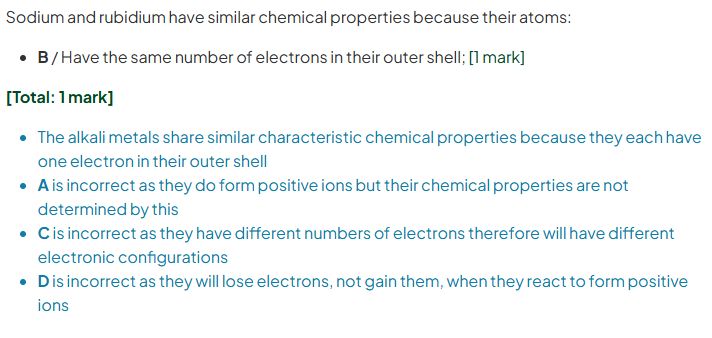 Sodium and rubidium have similar chemical properties because their atoms:
• B / Have the same number of electrons in their outer shell; [1 mark]
[Total: 1 mark]
• The alkali metals share similar characteristic chemical properties because they each have
one electron in their outer shell
• A is incorrect as they do form positive ions but their chemical properties are not
determined by this
• C is incorrect as they have different numbers of electrons therefore will have different
electronic configurations
• D is incorrect as they will lose electrons, not gain them, when they react to form positive
ions